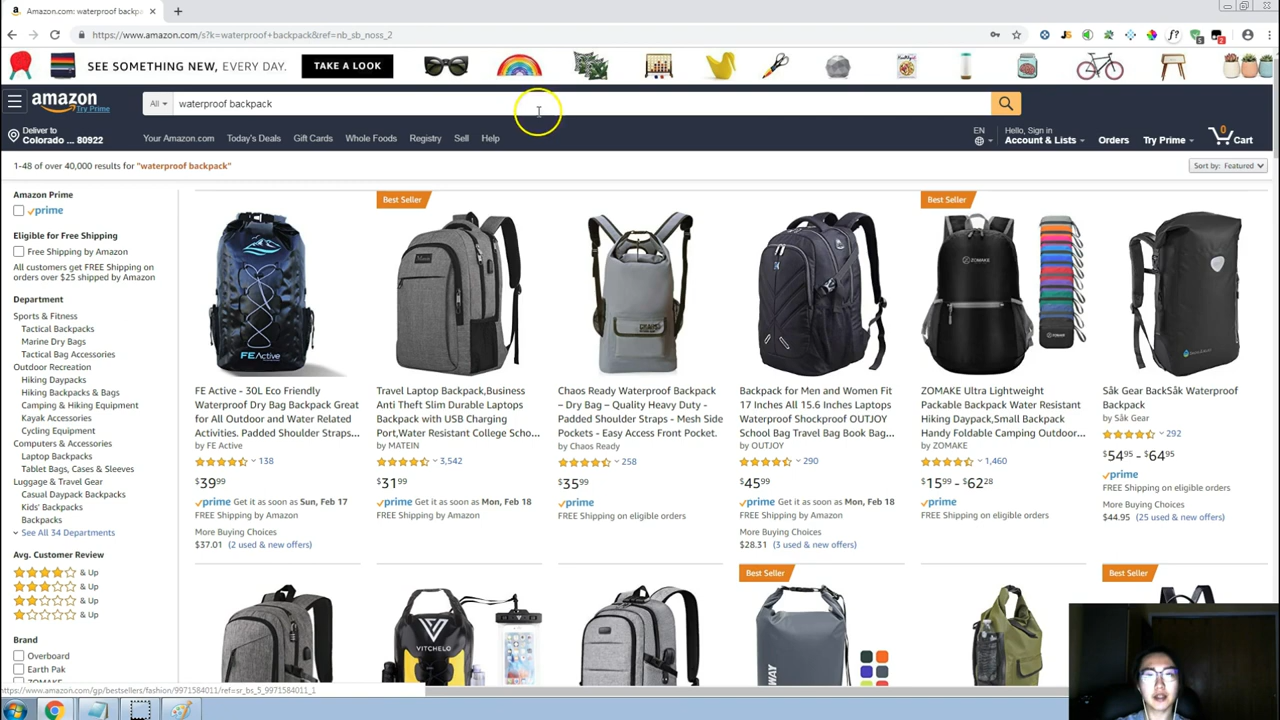 Amazon.com: waterproof backp
https://www.amazon.com/s?k=waterproof+backpack&ref=nb_sb_noss_2
SEE SOMETHING NEW, EVERY DAY.
TAKE A LOOK
amazon
Try Prime
All
waterproof backpack
Deliver to
Colorado ... 80922
Your Amazon.com
Today's Deals
Gift Cards
Whole Foods
Registry
Sell
Help
EN
Hello, Sign in
Account & Lists
Orders
Try Prime
0
Cart
1-48 of over 40,000 results for "waterproof backpack"
Sort by: Featured
Amazon Prime
prime
Eligible for Free Shipping
Free Shipping by Amazon
All customers get FREE Shipping on
orders over $25 shipped by Amazon
Department
Sports & Fitness
Tactical Backpacks
Marine Dry Bags
Tactical Bag Accessories
Outdoor Recreation
Hiking Daypacks
Hiking Backpacks & Bags
Camping & Hiking Equipment
Kayak Accessories
Cycling Equipment
Computers & Accessories
Laptop Backpacks
Tablet Bags, Cases & Sleeves
Luggage & Travel Gear
Casual Daypack Backpacks
Kids' Backpacks
Backpacks
See All 34 Departments
Avg. Customer Review
& Up
& Up
& Up
& Up
Brand
Overboard
Earth Pak
FE Active
FE Active - 30L Eco Friendly
Waterproof Dry Bag Backpack Great
for All Outdoor and Water Related
Activities. Padded Shoulder Straps...
by FE Active
138
$39.99
prime Get it as soon as Sun, Feb 17
FREE Shipping by Amazon
More Buying Choices
$37.01 (2 used & new offers)
Best Seller
Travel Laptop Backpack,Business
Anti Theft Slim Durable Laptops
Backpack with USB Charging
Port,Water Resistant College Scho...
by MATEIN
3,542
$31.99
prime Get it as soon as Mon, Feb 18
FREE Shipping by Amazon
Chaos Ready Waterproof Backpack
– Dry Bag – Quality Heavy Duty -
Padded Shoulder Straps - Mesh Side
Pockets - Easy Access Front Pocket.
by Chaos Ready
258
$35.99
FREE Shipping on eligible orders
Backpack for Men and Women Fit
17 Inches All 15.6 Inches Laptops
Waterproof Shockproof OUTJOY
School Bag Travel Bag Book Bag...
by OUTJOY
290
$45.99
prime Get it as soon as Mon, Feb 18
FREE Shipping by Amazon
More Buying Choices
$28.31 (3 used & new offers)
Best Seller
ZOMAKE
ZOMAKE Ultra Lightweight
Packable Backpack Water Resistant
Hiking Daypack,Small Backpack
Handy Foldable Camping Outdoor...
by ZOMAKE
1,460
$15.99 - $62.28
prime
FREE Shipping on eligible orders
Såk Gear BackSåk Waterproof
Backpack
by Såk Gear
292
$54.95 - $64.95
prime
FREE Shipping on eligible orders
More Buying Choices
$44.95 (25 used & new offers)
VITCHELO
Best Seller
Best Seller
https://www.amazon.com/gp/bestsellers/fashion/9971584011/ref=sr_bs_5_9971584011_1